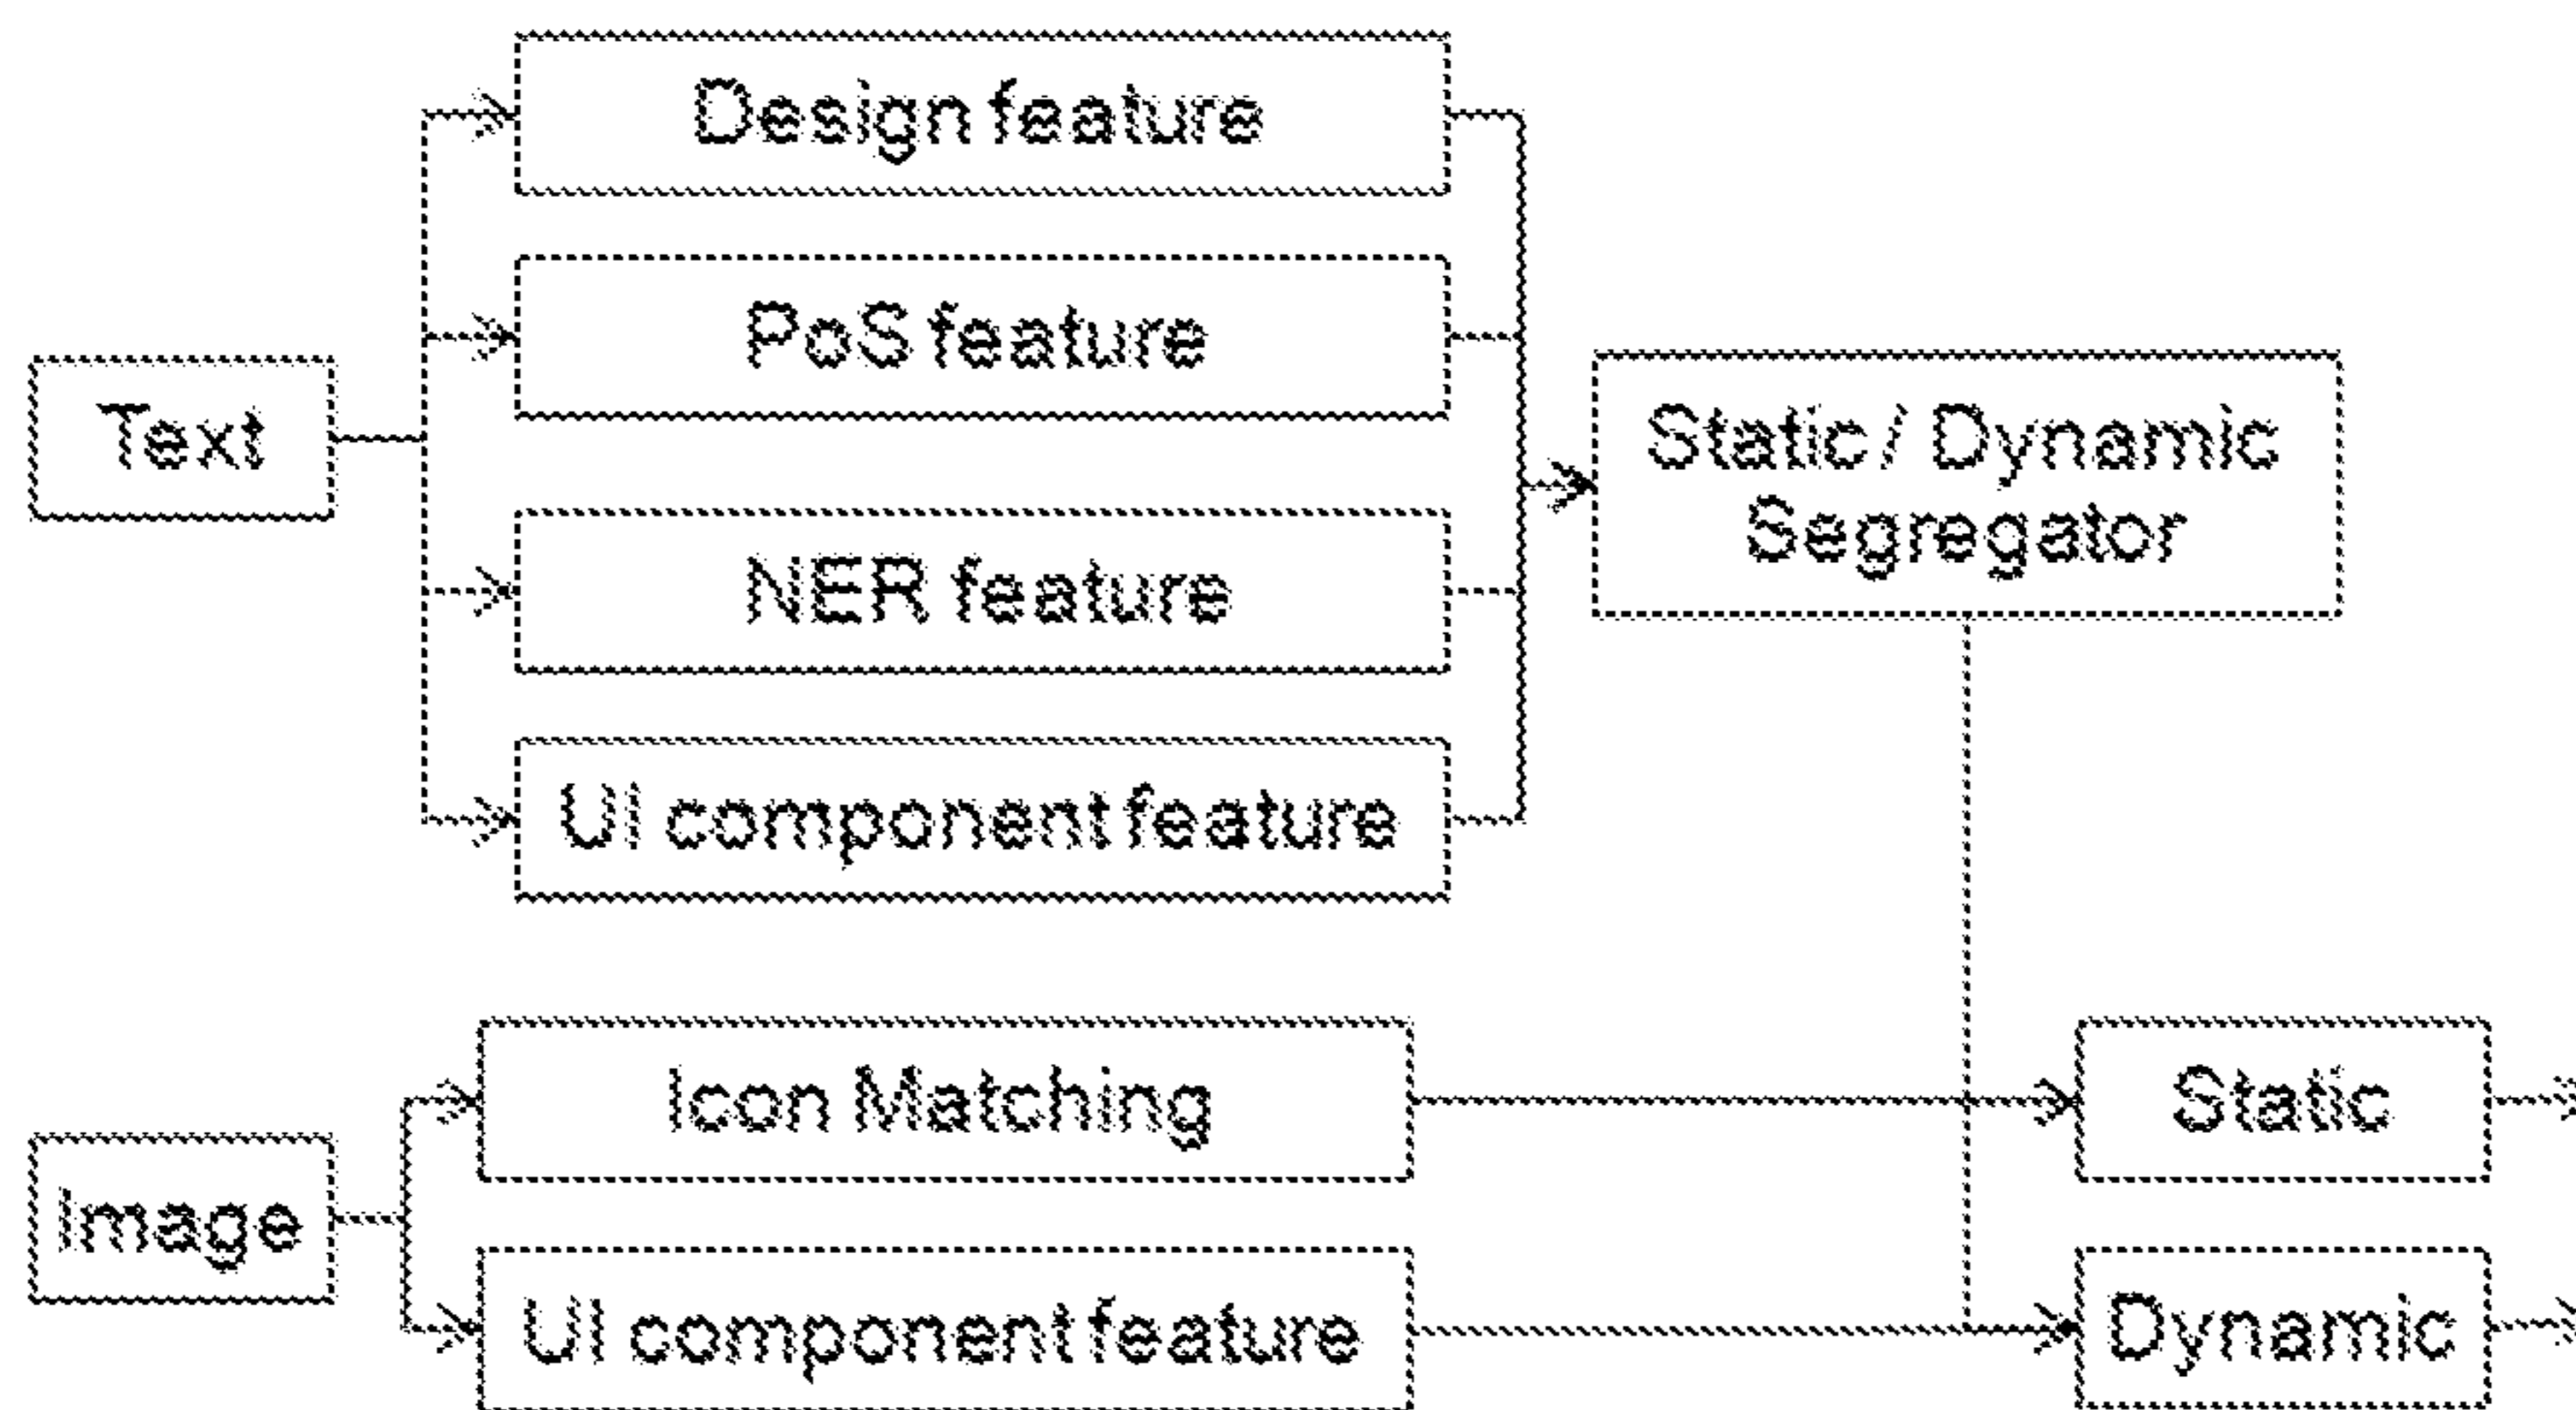 Design feature
PoS feature
Text
Static / Dynamic
Segregator
NER feature
UI component feature
Icon Matching
Static
Image
UI component feature
Dynamic